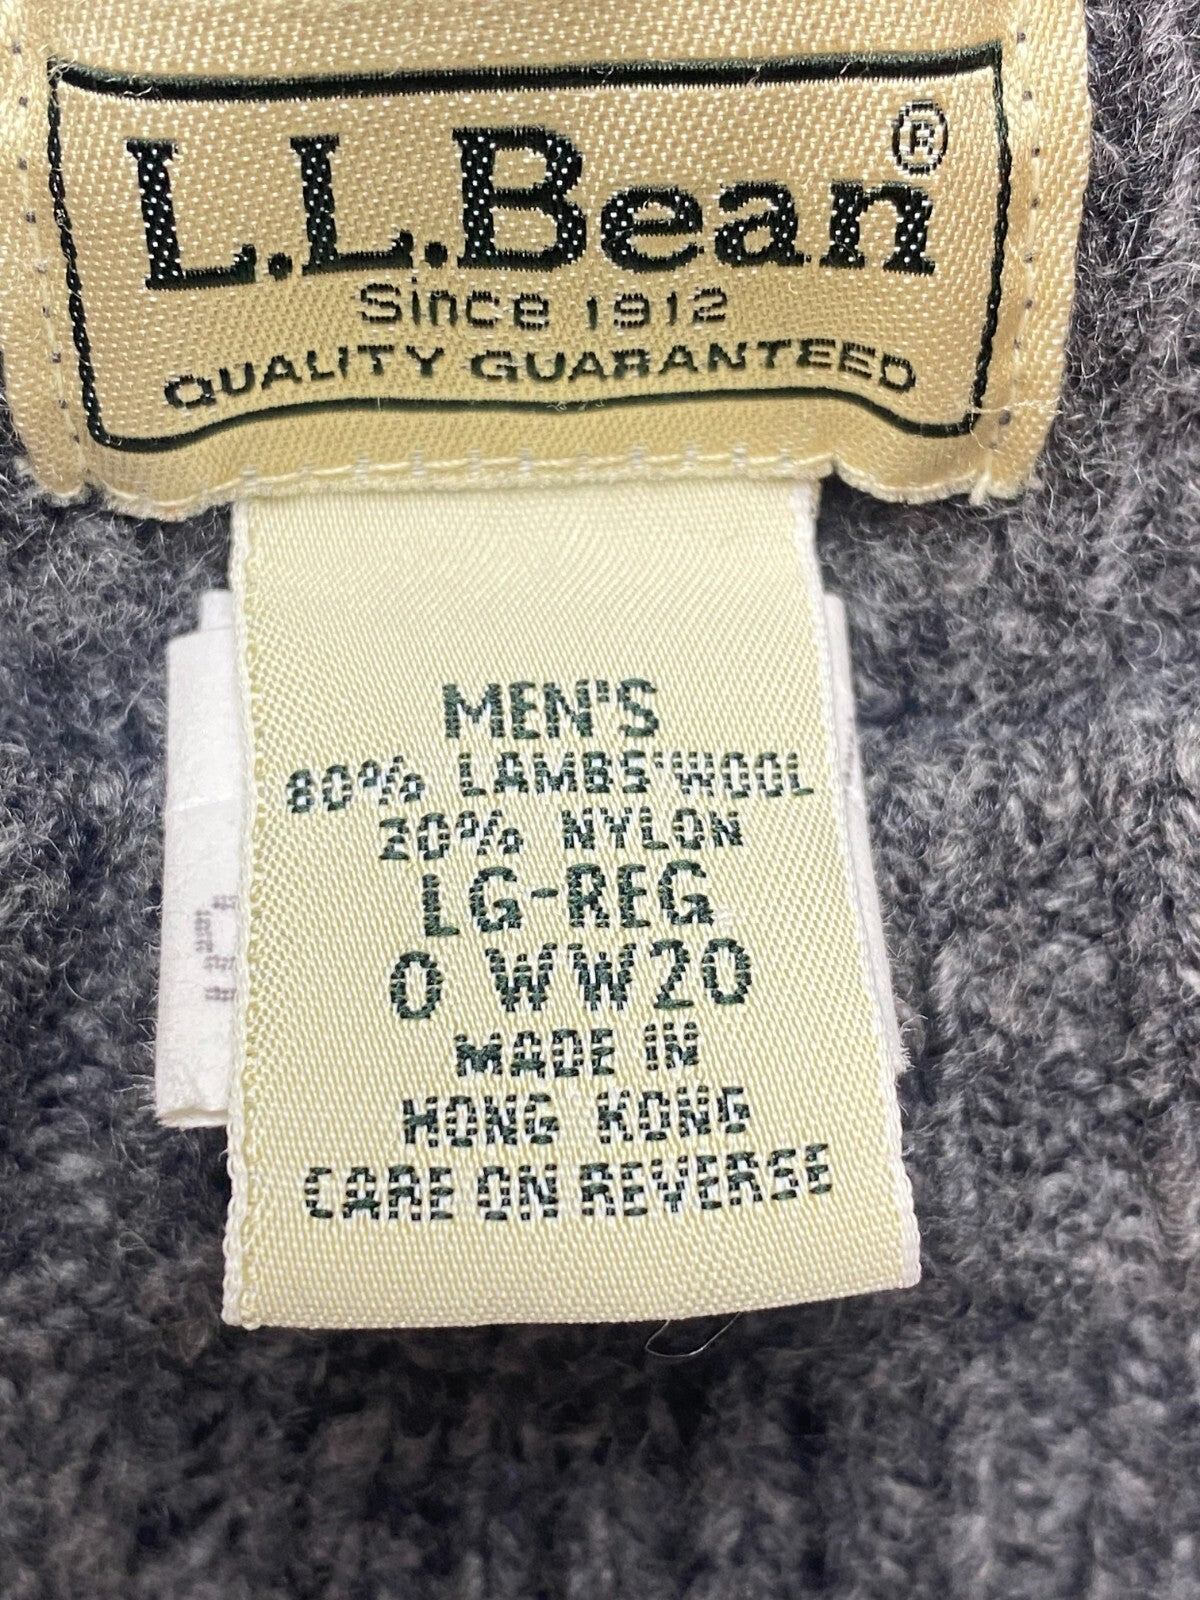 L.L.Bean®
Since 1912
QUALITY GUARANTEED
MEN'S
80% LAMBS'WOOL
20% NYLON
LG-REG
0 WW20
MADE IN
HONG KONG
CARE ON REVERSE